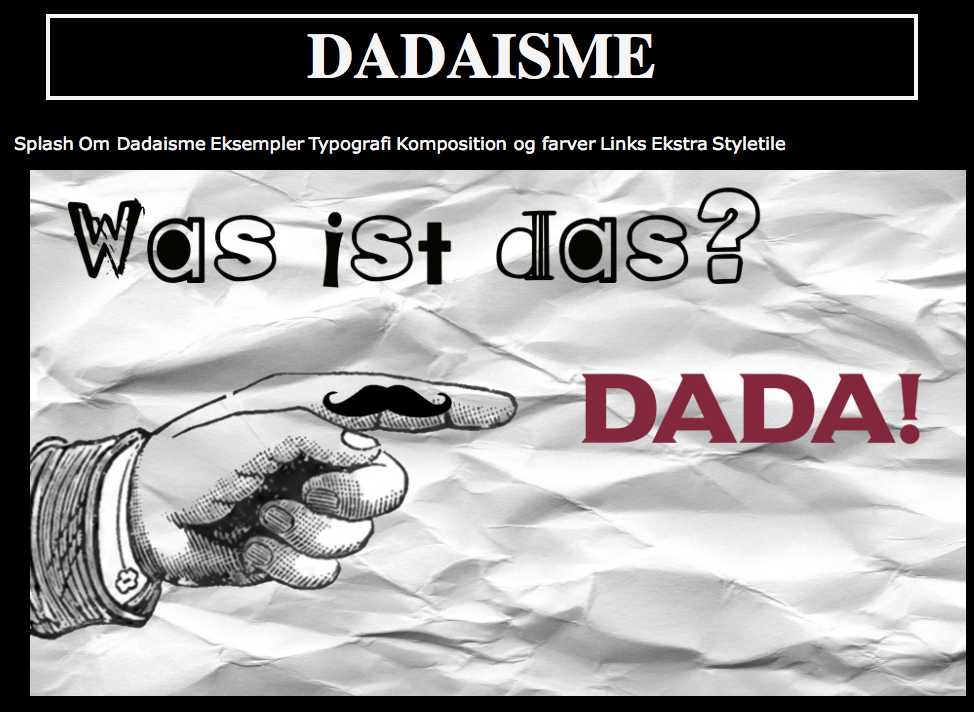 DADAISME
Splash Om Dadaisme Eksempler Typografi Komposition og farver Links Ekstra Styletile
Was ist das?
DADA!